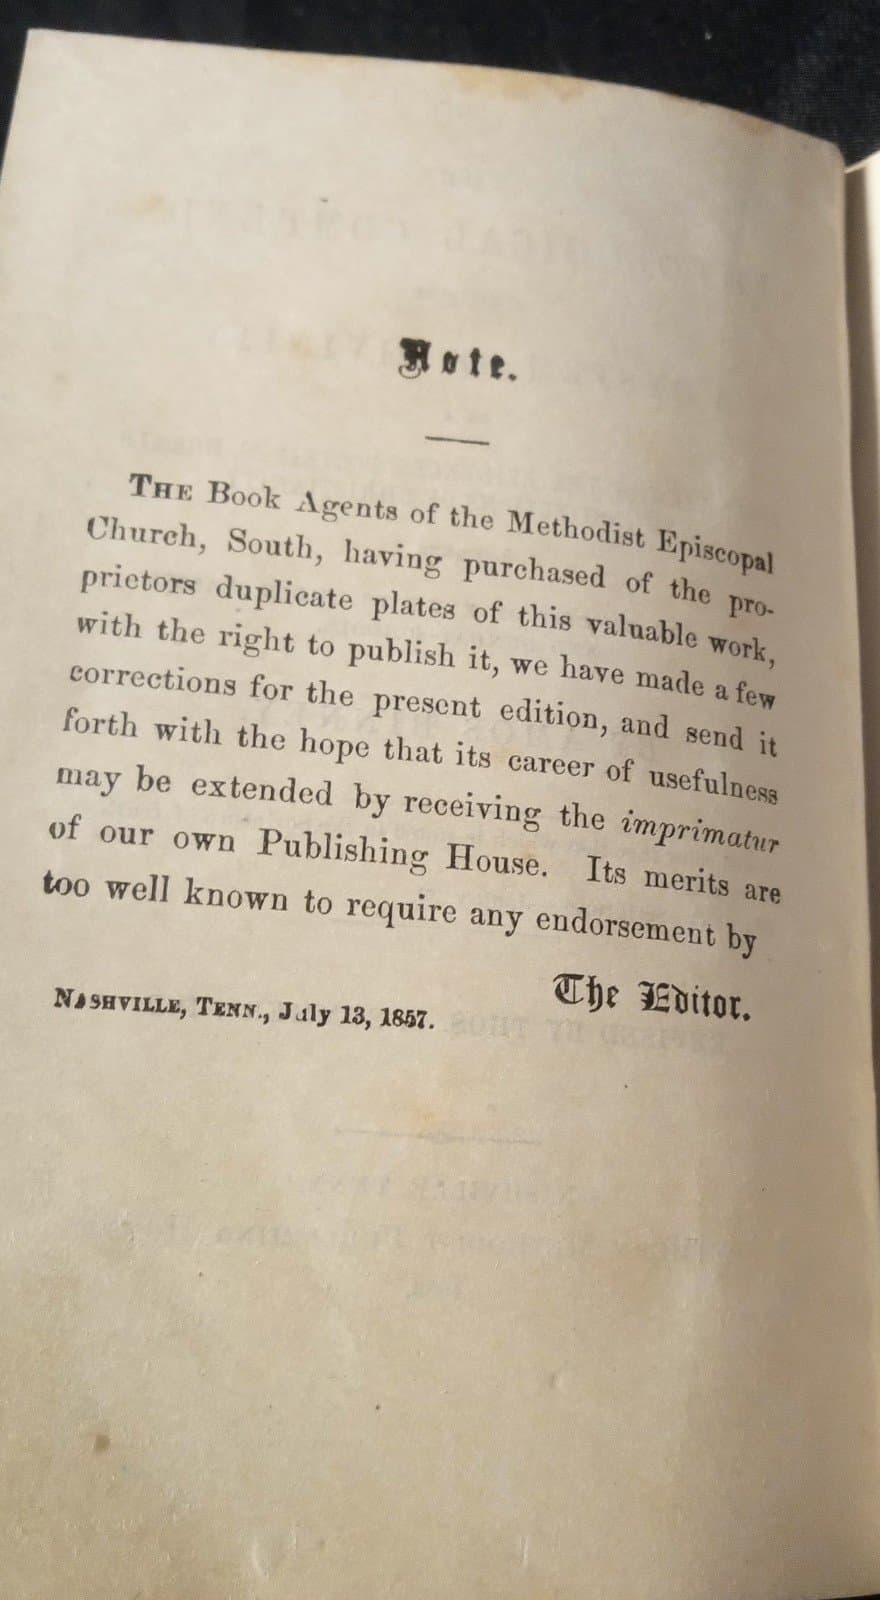 Note.
THE Book Agents of the Methodist Episcopal
Church, South, having purchased of the pro-
prietors duplicate plates of this valuable work,
with the right to publish it, we have made a few
corrections for the present edition, and send it
forth with the hope that its career of usefulness
may be extended by receiving the imprimatur
of our own Publishing House. Its merits are
too well known to require any endorsement by
The Editor.
NASHVILLE, TENN., July 13, 1857.